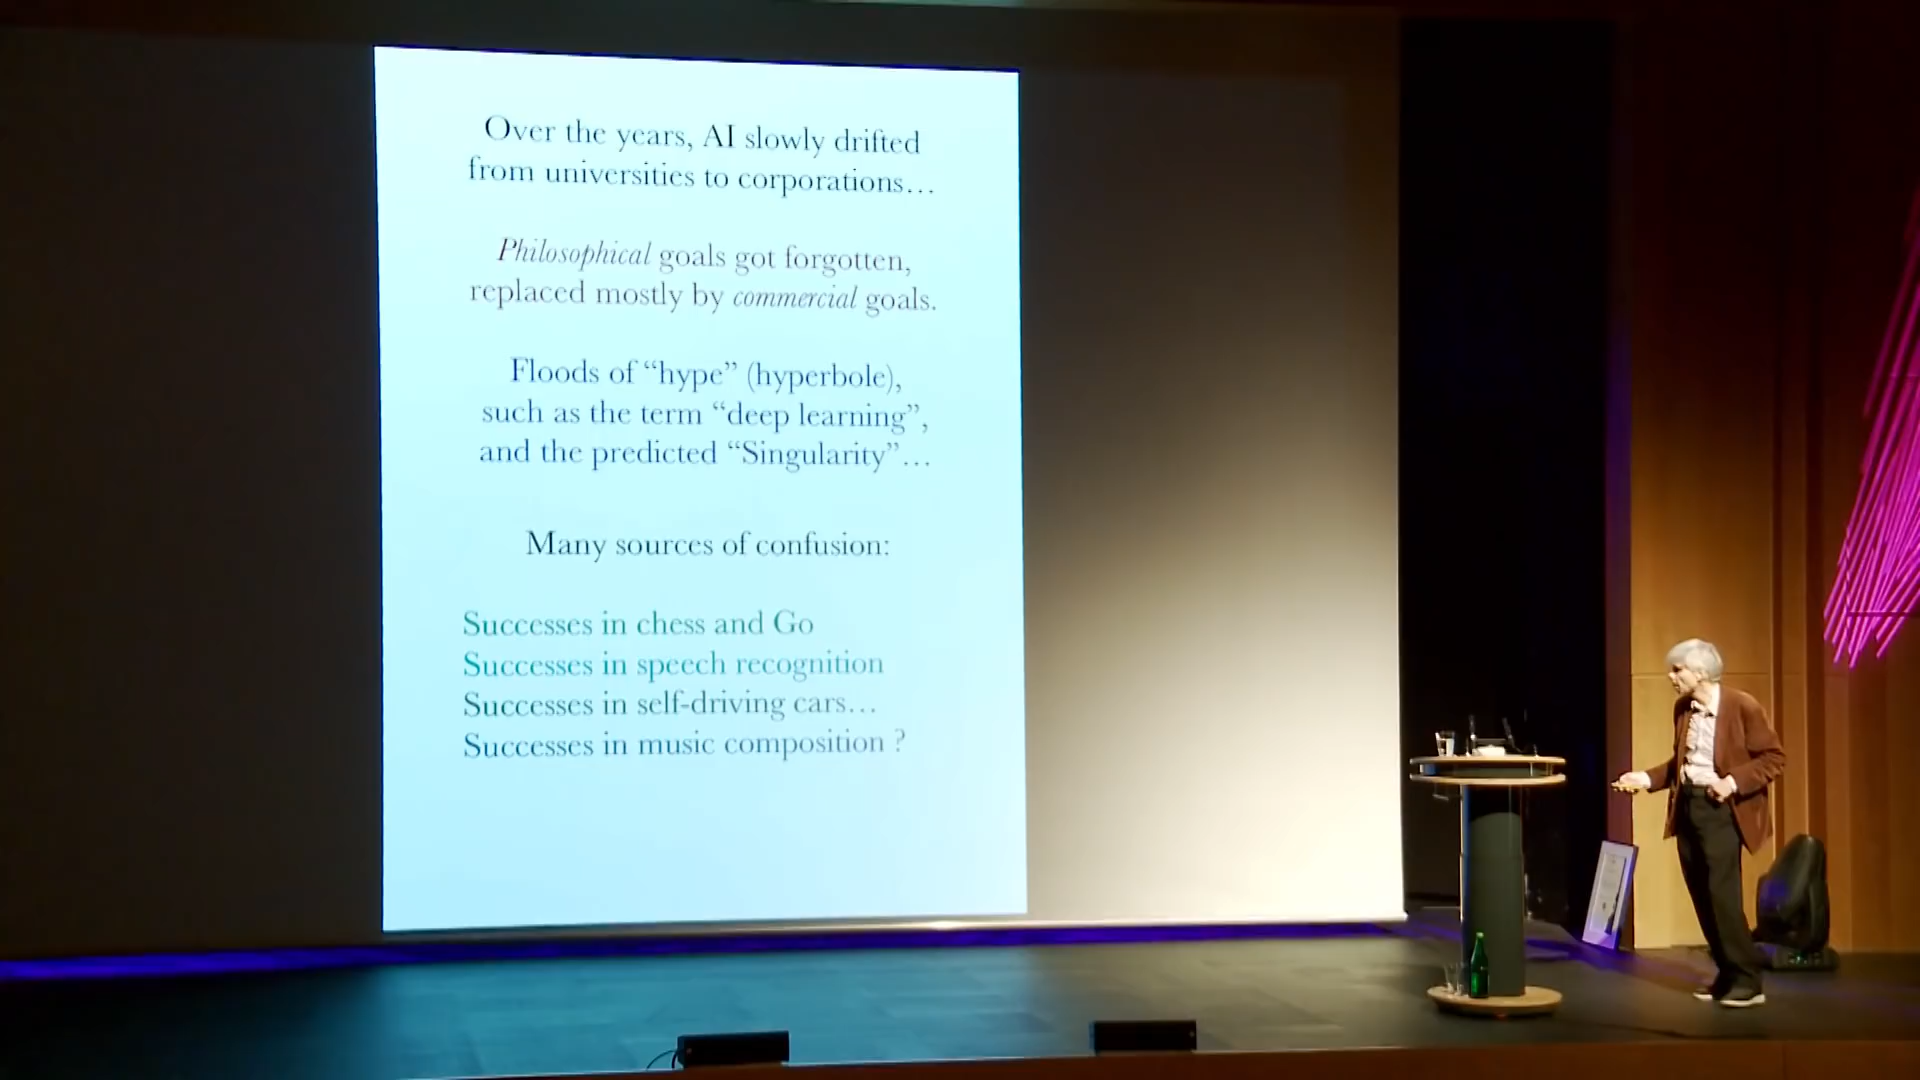 Over the years, AI slowly drifted
from universities to corporations…
Philosophical goals got forgotten,
replaced mostly by commercial goals.
Floods of “hype” (hyperbole),
such as the term “deep learning”,
and the predicted “Singularity”…
Many sources of confusion:
Successes in chess and Go
Successes in speech recognition
Successes in self-driving cars…
Successes in music composition ?